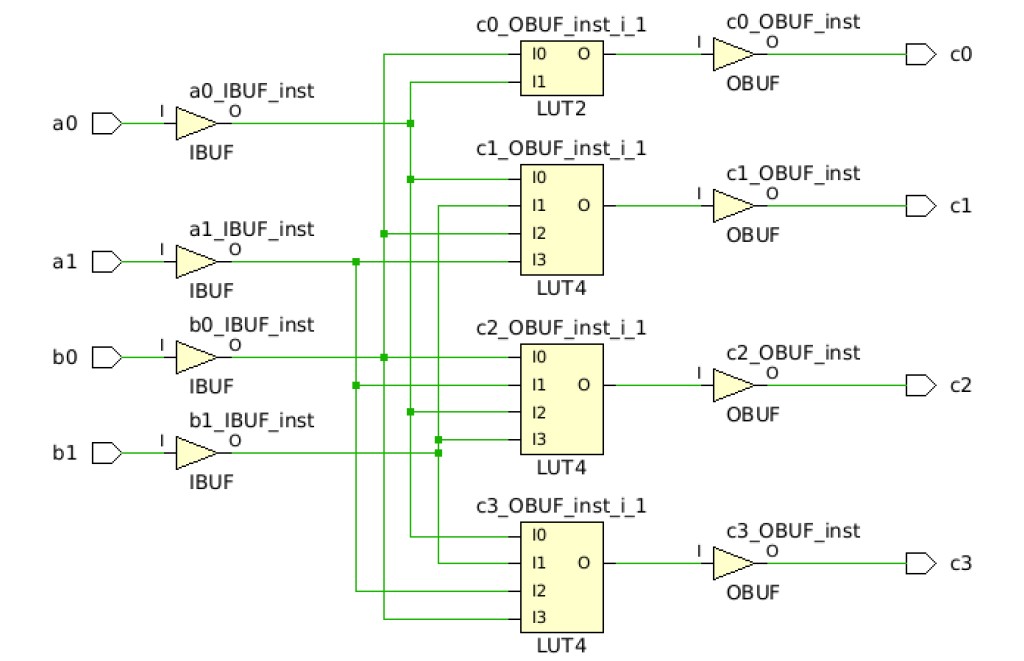 c0_OBUF_inst_i_1
c0_OBUF_inst
I0 O
I O
c0
I1
OBUF
LUT2
a0_IBUF_inst
a0
I O
IBUF
c1_OBUF_inst_i_1
c1_OBUF_inst
I0
I1 O
I O
c1
I2
OBUF
I3
LUT4
a1_IBUF_inst
a1
I O
IBUF
b0_IBUF_inst
b0
I O
IBUF
c2_OBUF_inst_i_1
c2_OBUF_inst
I0
I1 O
I O
c2
I2
OBUF
I3
LUT4
b1_IBUF_inst
b1
I O
IBUF
c3_OBUF_inst_i_1
c3_OBUF_inst
I0
I1 O
I O
c3
I2
OBUF
I3
LUT4